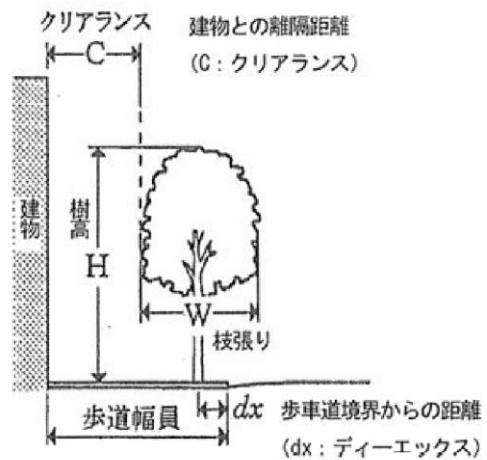 クリアランス
C
建物との離隔距離
(C：クリアランス)
建物
樹高
H
W
枝張り
dx
歩車道境界からの距離
歩道幅員
(dx：ディーエックス)